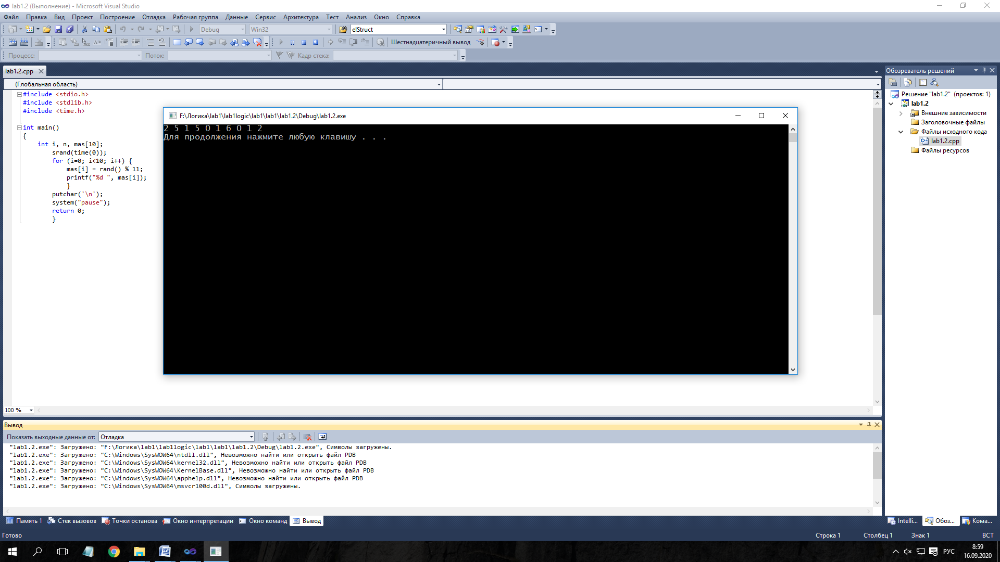 lab1.2 (Выполнение) - Microsoft Visual Studio
Файл Правка Вид Проект Построение Отладка Рабочая группа Данные Сервис Архитектура Тест Анализ Окно Справка
Debug Win32 elStruct
Шестнадцатеричный вывод
Процесс: Поток: Кадр стека:
lab1.2.cpp
(Глобальная область)
#include <stdio.h>
#include <stdlib.h>
#include <time.h>
int main()
{
int i, n, mas[10];
srand(time(0));
for (i=0; i<10; i++) {
mas[i] = rand() % 11;
printf("%d ", mas[i]);
}
putchar('\n');
system("pause");
return 0;
}
F:\Логика\lab1\lab1logic\lab1\lab1\lab1.2\Debug\lab1.2.exe
2 5 1 5 0 1 6 0 1 2
Для продолжения нажмите любую клавишу . . .
100 %
Обозреватель решений
Решение "lab1.2" (проектов: 1)
lab1.2
Внешние зависимости
Заголовочные файлы
Файлы исходного кода
lab1.2.cpp
Файлы ресурсов
Вывод
Показать выходные данные от: Отладка
"lab1.2.exe": Загружено: "F:\Логика\lab1\lab1logic\lab1\lab1\lab1.2\Debug\lab1.2.exe", Символы загружены.
"lab1.2.exe": Загружено: "C:\Windows\SysWOW64\ntdll.dll", Невозможно найти или открыть файл PDB
"lab1.2.exe": Загружено: "C:\Windows\SysWOW64\kernel32.dll", Невозможно найти или открыть файл PDB
"lab1.2.exe": Загружено: "C:\Windows\SysWOW64\KernelBase.dll", Невозможно найти или открыть файл PDB
"lab1.2.exe": Загружено: "C:\Windows\SysWOW64\apphelp.dll", Невозможно найти или открыть файл PDB
"lab1.2.exe": Загружено: "C:\Windows\SysWOW64\msvcr100d.dll", Символы загружены.
Память 1 Стек вызовов Точки останова Окно интерпретации Окно команд Вывод
Intelli... Обоз... Кома...
Готово Строка 1 Столбец 1 Знак 1 ВСТ
РУС
8:59
16.09.2020